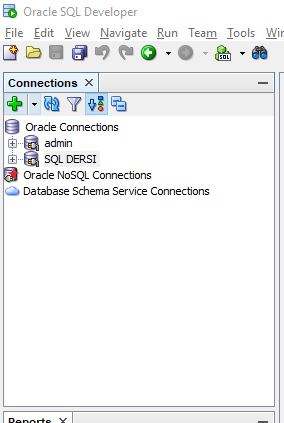 Oracle SQL Developer
File Edit View Navigate Run Team Tools
SQL
Connections
Oracle Connections
admin
SQL DERSI
Oracle NoSQL Connections
Database Schema Service Connections
Reports